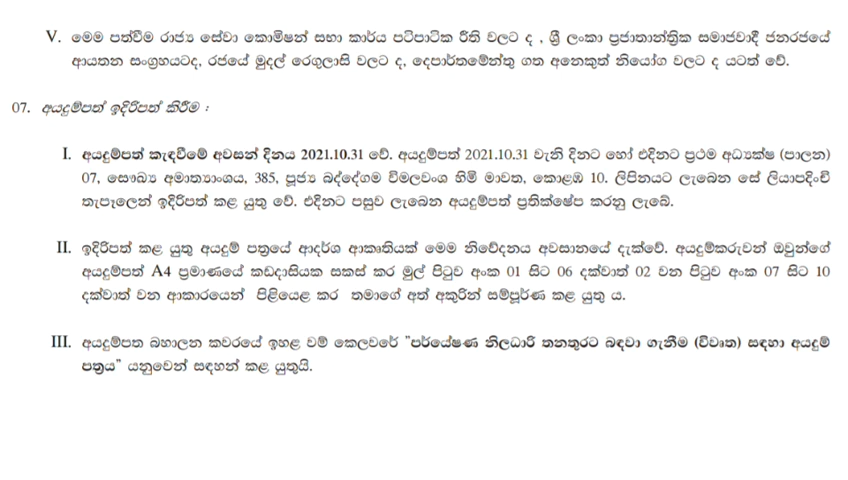 V. මෙම පත්වීම රාජ්‍ය සේවා කොමිෂන් සභා කාර්ය පටිපාටික රීති වලට ද , ශ්‍රී ලංකා ප්‍රජාතාන්ත්‍රික සමාජවාදී ජනරජයේ
ආයතන සංග්‍රහයටද, රජයේ මුදල් රෙගුලාසි වලට ද, දෙපාර්තමේන්තු ගත අනෙකුත් නියෝග වලට ද යටත් වේ.
07. අයදුම්පත් ඉදිරිපත් කිරීම :
I. අයදුම්පත් කැඳවීමේ අවසන් දිනය 2021.10.31 වේ. අයදුම්පත් 2021.10.31 වැනි දිනට හෝ එදිනට ප්‍රථම අධ්‍යක්ෂ (පාලන)
07, සෞඛ්‍ය අමාත්‍යාංශය, 385, පූජ්‍ය බද්දේගම විමලවංශ හිමි මාවත, කොළඹ 10. ලිපිනයට ලැබෙන සේ ලියාපදිංචි
තැපෑලෙන් ඉදිරිපත් කළ යුතු වේ. එදිනට පසුව ලැබෙන අයදුම්පත් ප්‍රතික්ෂේප කරනු ලැබේ.
II. ඉදිරිපත් කළ යුතු අයදුම් පත්‍රයේ ආදර්ශ ආකෘතියක් මෙම නිවේදනය අවසානයේ දැක්වේ. අයදුම්කරුවන් ඔවුන්ගේ
අයදුම්පත් A4 ප්‍රමාණයේ කඩදාසියක සකස් කර මුල් පිටුව අංක 01 සිට 06 දක්වාත් 02 වන පිටුව අංක 07 සිට 10
දක්වාත් වන ආකාරයෙන් පිළියෙළ කර තමාගේ අත් අකුරින් සම්පූර්ණ කළ යුතු ය.
III. අයදුම්පත බහාලන කවරයේ ඉහළ වම් කෙලවරේ "පර්යේෂණ නිලධාරි තනතුරට බඳවා ගැනීම (විවෘත) සඳහා අයදුම්
පත්‍රය" යනුවෙන් සඳහන් කළ යුතුයි.